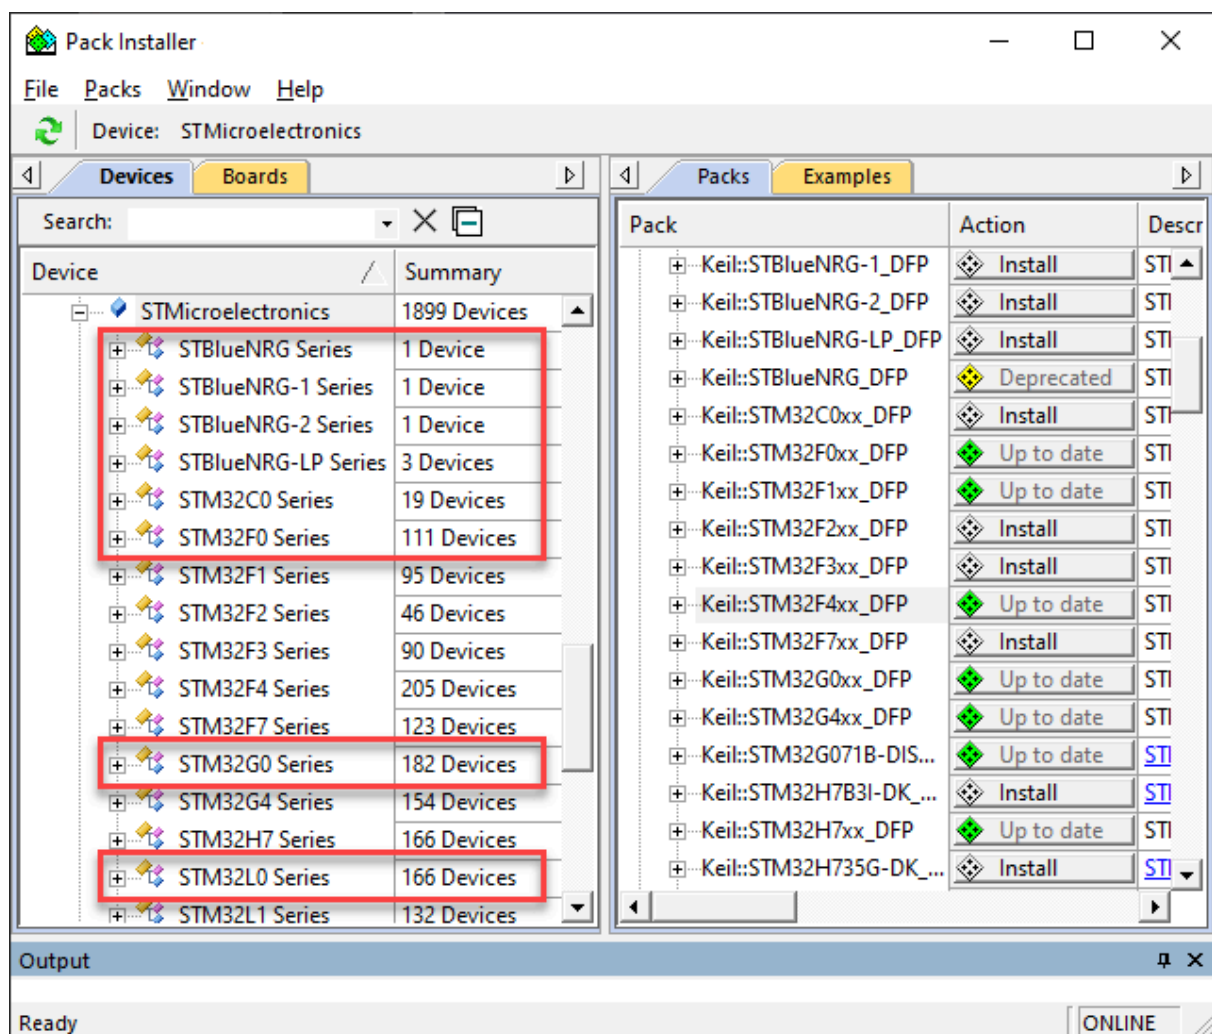 Pack Installer
File Packs Window Help
Device: STMicroelectronics
Devices Boards
Search:
Device Summary
STMicroelectronics 1899 Devices
STBlueNRG Series 1 Device
STBlueNRG-1 Series 1 Device
STBlueNRG-2 Series 1 Device
STBlueNRG-LP Series 3 Devices
STM32C0 Series 19 Devices
STM32F0 Series 111 Devices
STM32F1 Series 95 Devices
STM32F2 Series 46 Devices
STM32F3 Series 90 Devices
STM32F4 Series 205 Devices
STM32F7 Series 123 Devices
STM32G0 Series 182 Devices
STM32G4 Series 154 Devices
STM32H7 Series 166 Devices
STM32L0 Series 166 Devices
STM32L1 Series 132 Devices
Packs Examples
Pack Action Descr
Keil::STBlueNRG-1_DFP Install STI
Keil::STBlueNRG-2_DFP Install STI
Keil::STBlueNRG-LP_DFP Install STI
Keil::STBlueNRG_DFP Deprecated STI
Keil::STM32C0xx_DFP Install STI
Keil::STM32F0xx_DFP Up to date STI
Keil::STM32F1xx_DFP Up to date STI
Keil::STM32F2xx_DFP Install STI
Keil::STM32F3xx_DFP Install STI
Keil::STM32F4xx_DFP Up to date STI
Keil::STM32F7xx_DFP Install STI
Keil::STM32G0xx_DFP Up to date STI
Keil::STM32G4xx_DFP Up to date STI
Keil::STM32G071B-DIS... Up to date STI
Keil::STM32H7B3I-DK_... Install STI
Keil::STM32H7xx_DFP Up to date STI
Keil::STM32H735G-DK_... Install STI
Output
Ready ONLINE